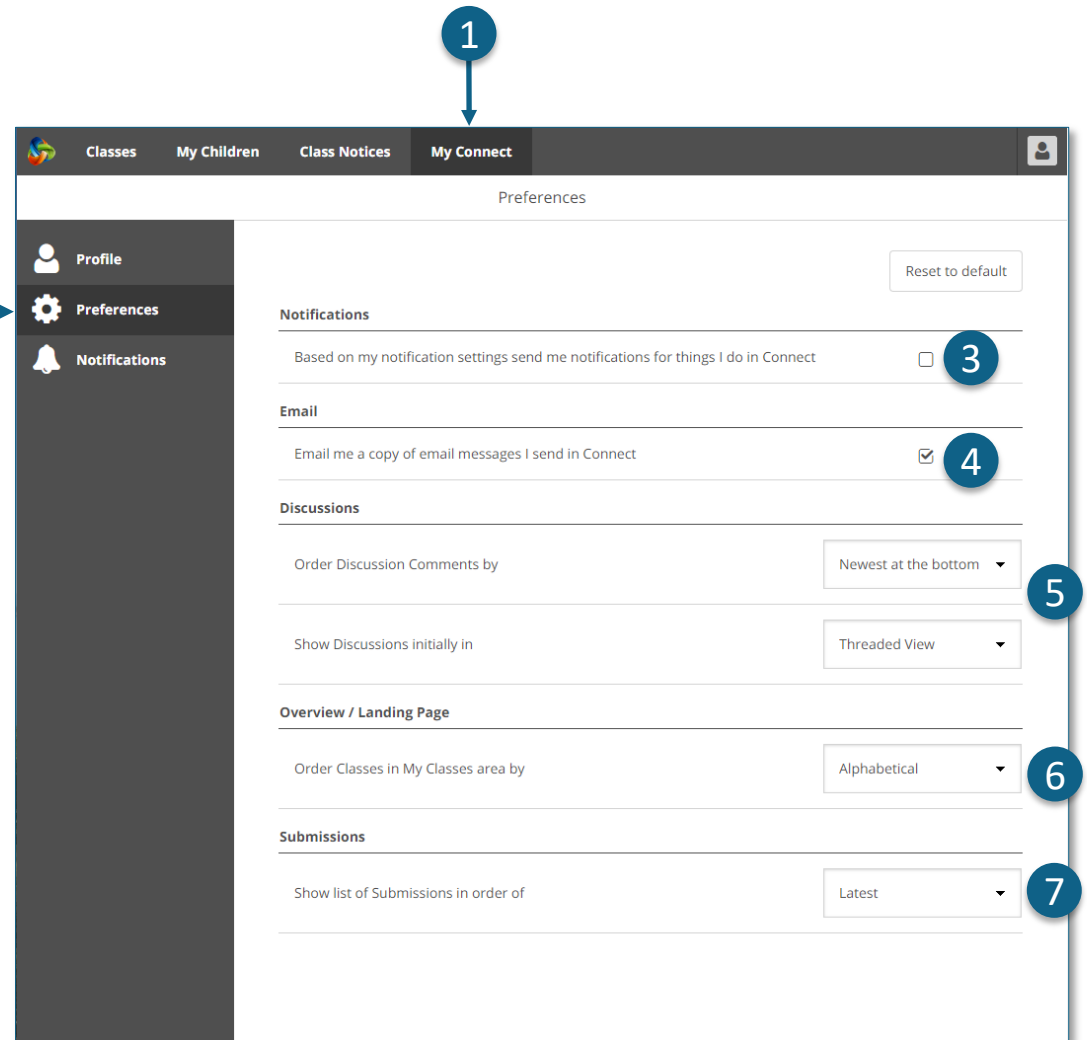 1
Classes My Children Class Notices My Connect
Preferences
Profile
Preferences
Notifications
Reset to default
Notifications
Based on my notification settings send me notifications for things I do in Connect
3
Email
Email me a copy of email messages I send in Connect
4
Discussions
Order Discussion Comments by Newest at the bottom
5
Show Discussions initially in Threaded View
Overview / Landing Page
Order Classes in My Classes area by Alphabetical
6
Submissions
Show list of Submissions in order of Latest
7